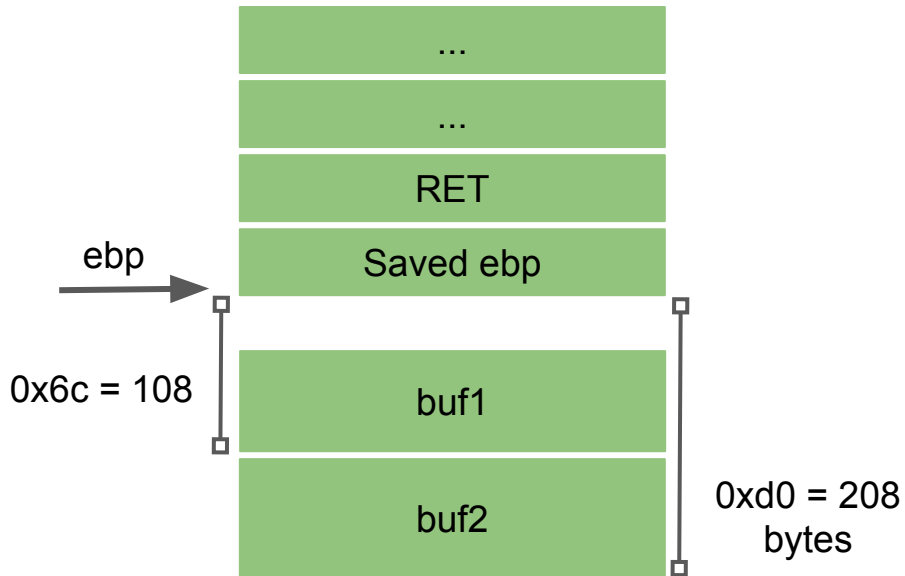 ...
...
RET
ebp
Saved ebp
0x6c = 108
buf1
buf2
0xd0 = 208
bytes